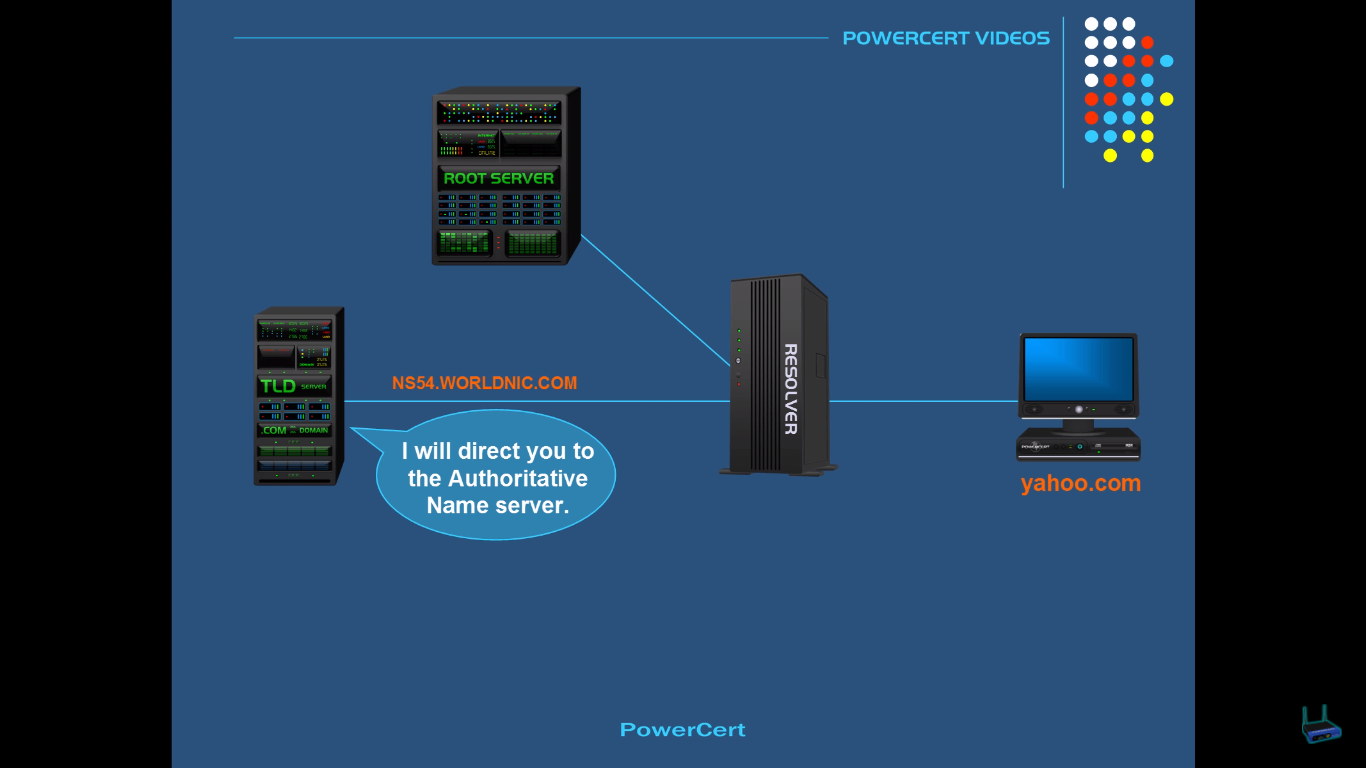 POWERCERT VIDEOS
ROOT SERVER
TLD SERVER
.COM DOMAIN
NS54.WORLDNIC.COM
I will direct you to
the Authoritative
Name server.
RESOLVER
yahoo.com
PowerCert